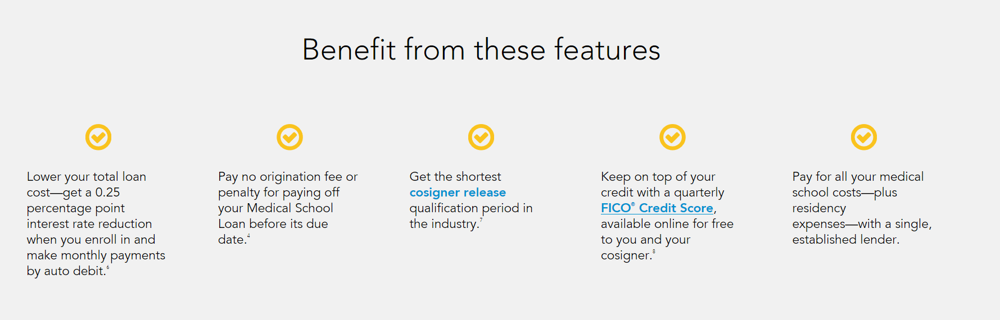 Benefit from these features
Lower your total loan
cost—get a 0.25
percentage point
interest rate reduction
when you enroll in and
make monthly payments
by auto debit.⁶
Pay no origination fee or
penalty for paying off
your Medical School
Loan before its due
date.⁴
Get the shortest
cosigner release
qualification period in
the industry.⁷
Keep on top of your
credit with a quarterly
FICO® Credit Score,
available online for free
to you and your
cosigner.⁸
Pay for all your medical
school costs—plus
residency
expenses—with a single,
established lender.